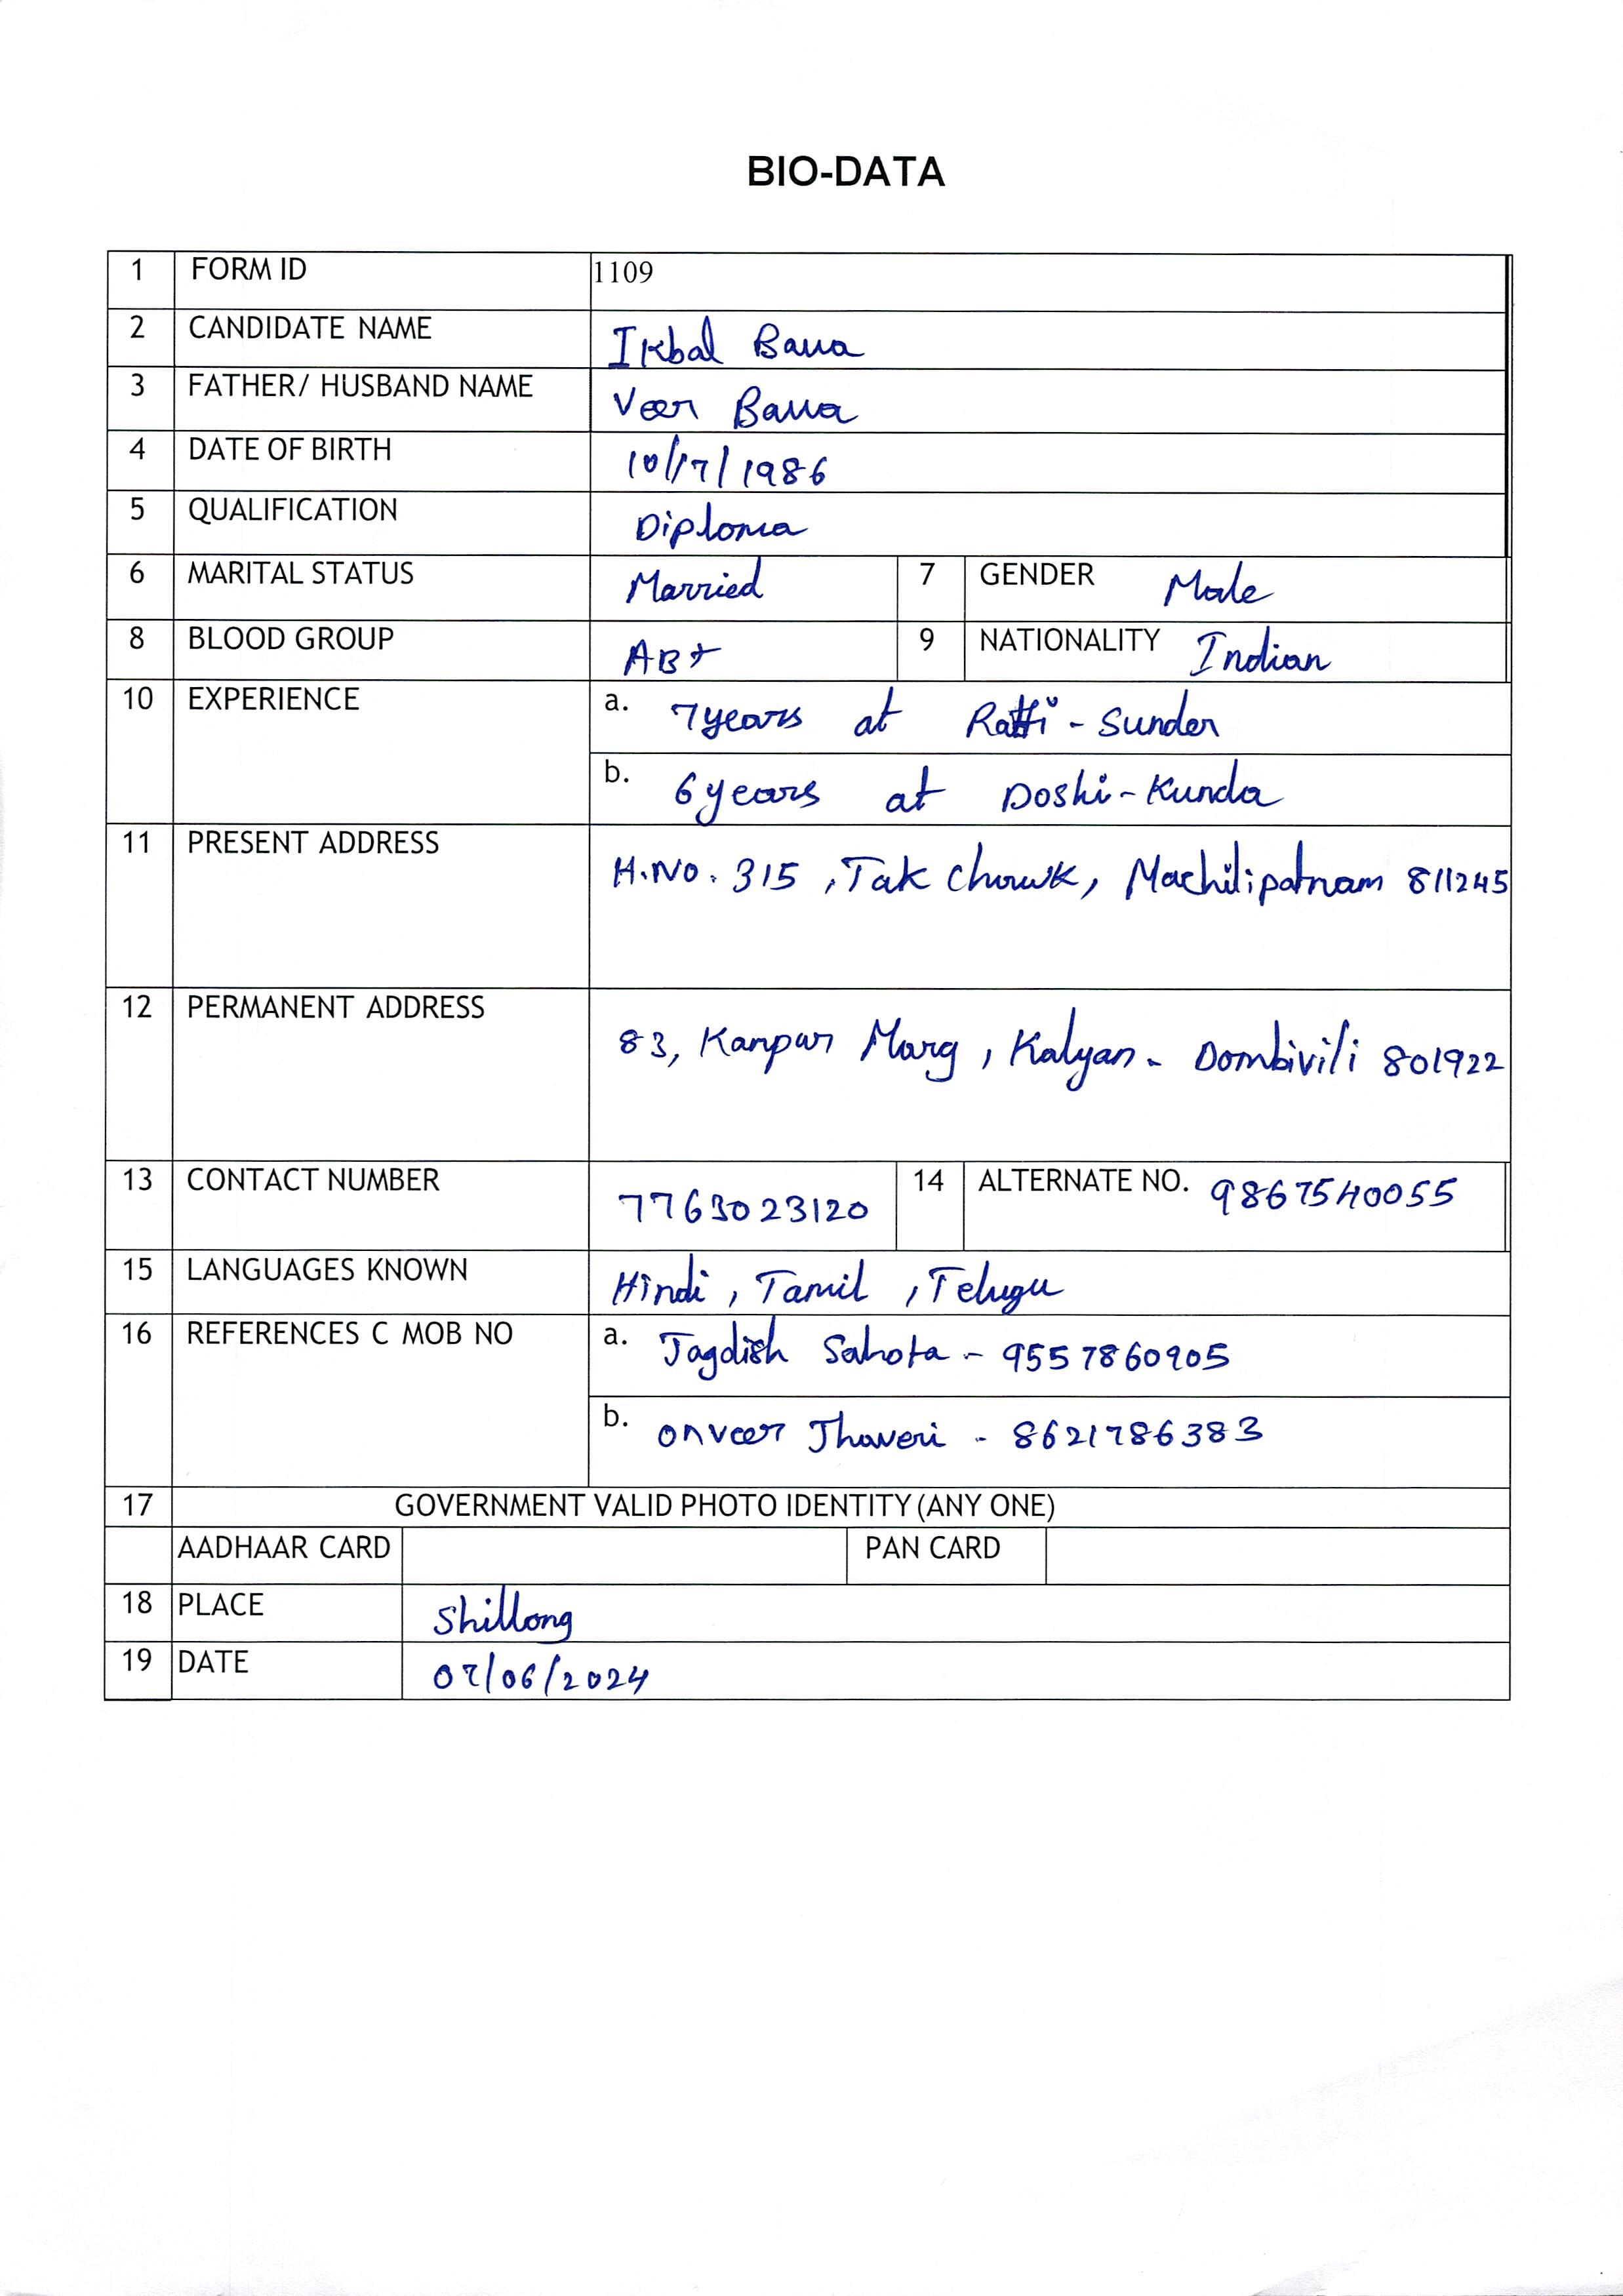 BIO-DATA
1 FORM ID 1109
2 CANDIDATE NAME Ikbal Bawa
3 FATHER/ HUSBAND NAME Veer Bawa
4 DATE OF BIRTH 10/17/1986
5 QUALIFICATION Diploma
6 MARITAL STATUS Married 7 GENDER Male
8 BLOOD GROUP AB+ 9 NATIONALITY Indian
10 EXPERIENCE a. 7years at Ratti-Sunder
b. 6years at Doshi-Kunda
11 PRESENT ADDRESS H.No. 315, Tak Chowk, Machilipatnam 811245
12 PERMANENT ADDRESS 83, Kanpur Marg, Kalyan-Dombivili 801922
13 CONTACT NUMBER 7763023120 14 ALTERNATE NO. 9867540055
15 LANGUAGES KNOWN Hindi, Tamil, Telugu
16 REFERENCES C MOB NO a. Jagdish Sahota - 9557860905
b. Onveer Jhaveri - 8621786383
17 GOVERNMENT VALID PHOTO IDENTITY (ANY ONE)
AADHAAR CARD PAN CARD
18 PLACE Shillong
19 DATE 07/06/2024